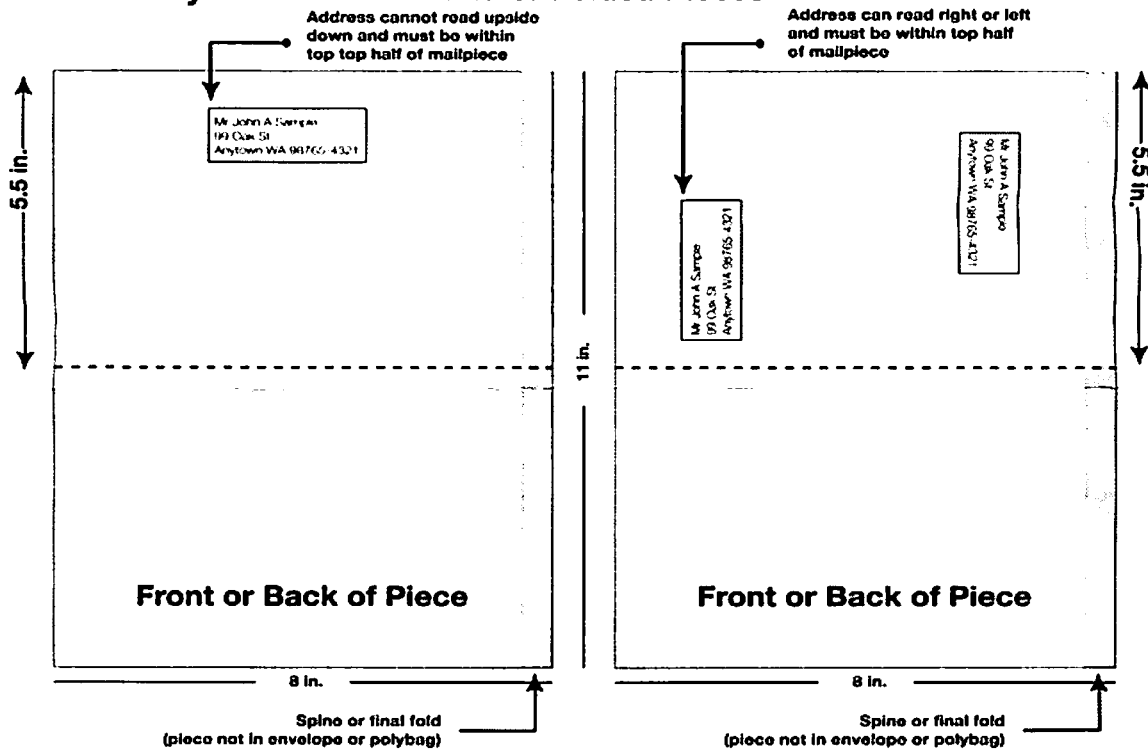 Address cannot read upside
down and must be within
top top half of mailpiece
Address can read right or left
and must be within top half
of mailpiece
5.5 in.
Mr John A Sample
99 Oak St
Anytown WA 98765-4321
11 in.
Mr John A Sample
99 Oak St
Anytown WA 98765-4321
Mr John A Sample
99 Oak St
Anytown WA 98765-4321
5.5 in.
Front or Back of Piece
Front or Back of Piece
8 in.
8 in.
Spine or final fold
(piece not in envelope or polybag)
Spine or final fold
(piece not in envelope or polybag)